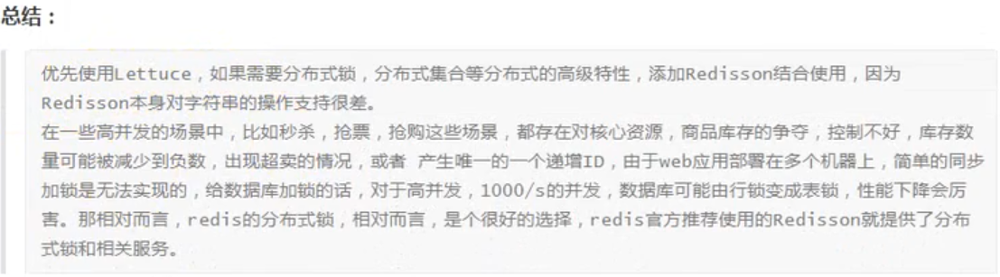 总结：
优先使用Lettuce，如果需要分布式锁，分布式集合等分布式的高级特性，添加Redisson结合使用，因为
Redisson本身对字符串的操作支持很差。
在一些高并发的场景中，比如秒杀，抢票，抢购这些场景，都存在对核心资源，商品库存的争夺，控制不好，库存数
量可能被减少到负数，出现超卖的情况，或者 产生唯一的一个递增ID，由于web应用部署在多个机器上，简单的同步
加锁是无法实现的，给数据库加锁的话，对于高并发，1000/s的并发，数据库可能由行锁变成表锁，性能下降会厉
害。那相对而言，redis的分布式锁，相对而言，是个很好的选择，redis官方推荐使用的Redisson就提供了分布
式锁和相关服务。